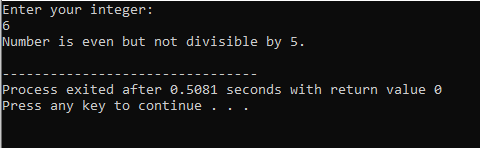 Enter your integer:
6
Number is even but not divisible by 5.
--------------------------------
Process exited after 0.5081 seconds with return value 0
Press any key to continue . . .